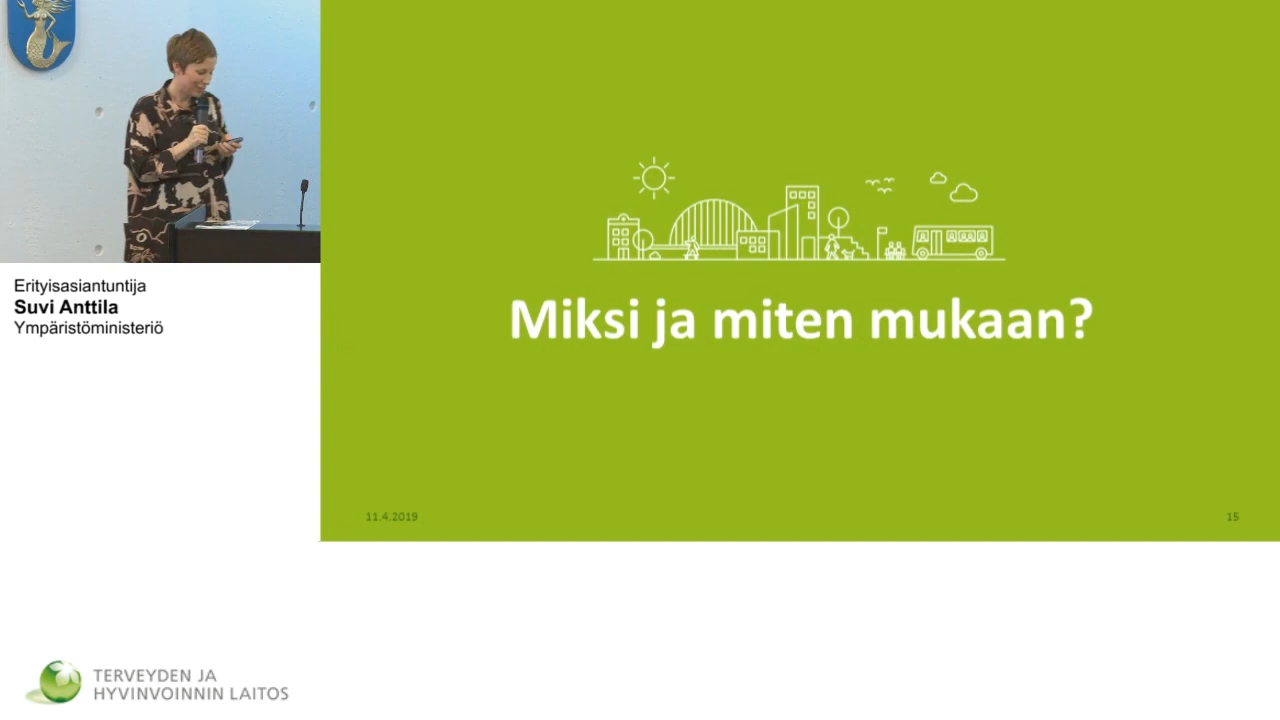 Erityisasiantuntija
Suvi Anttila
Ympäristöministeriö
Miksi ja miten mukaan?
11.4.2019
15
TERVEYDEN JA
HYVINVOINNIN LAITOS